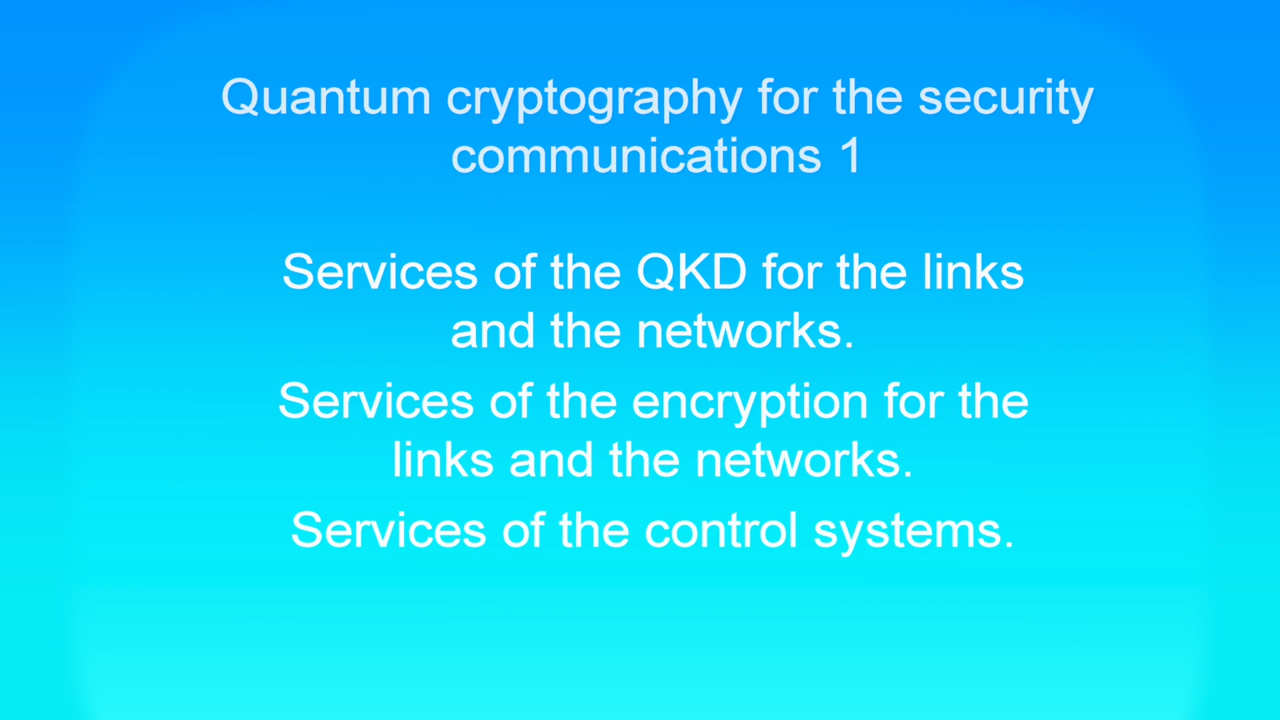 Quantum cryptography for the security
communications 1
Services of the QKD for the links
and the networks.
Services of the encryption for the
links and the networks.
Services of the control systems.